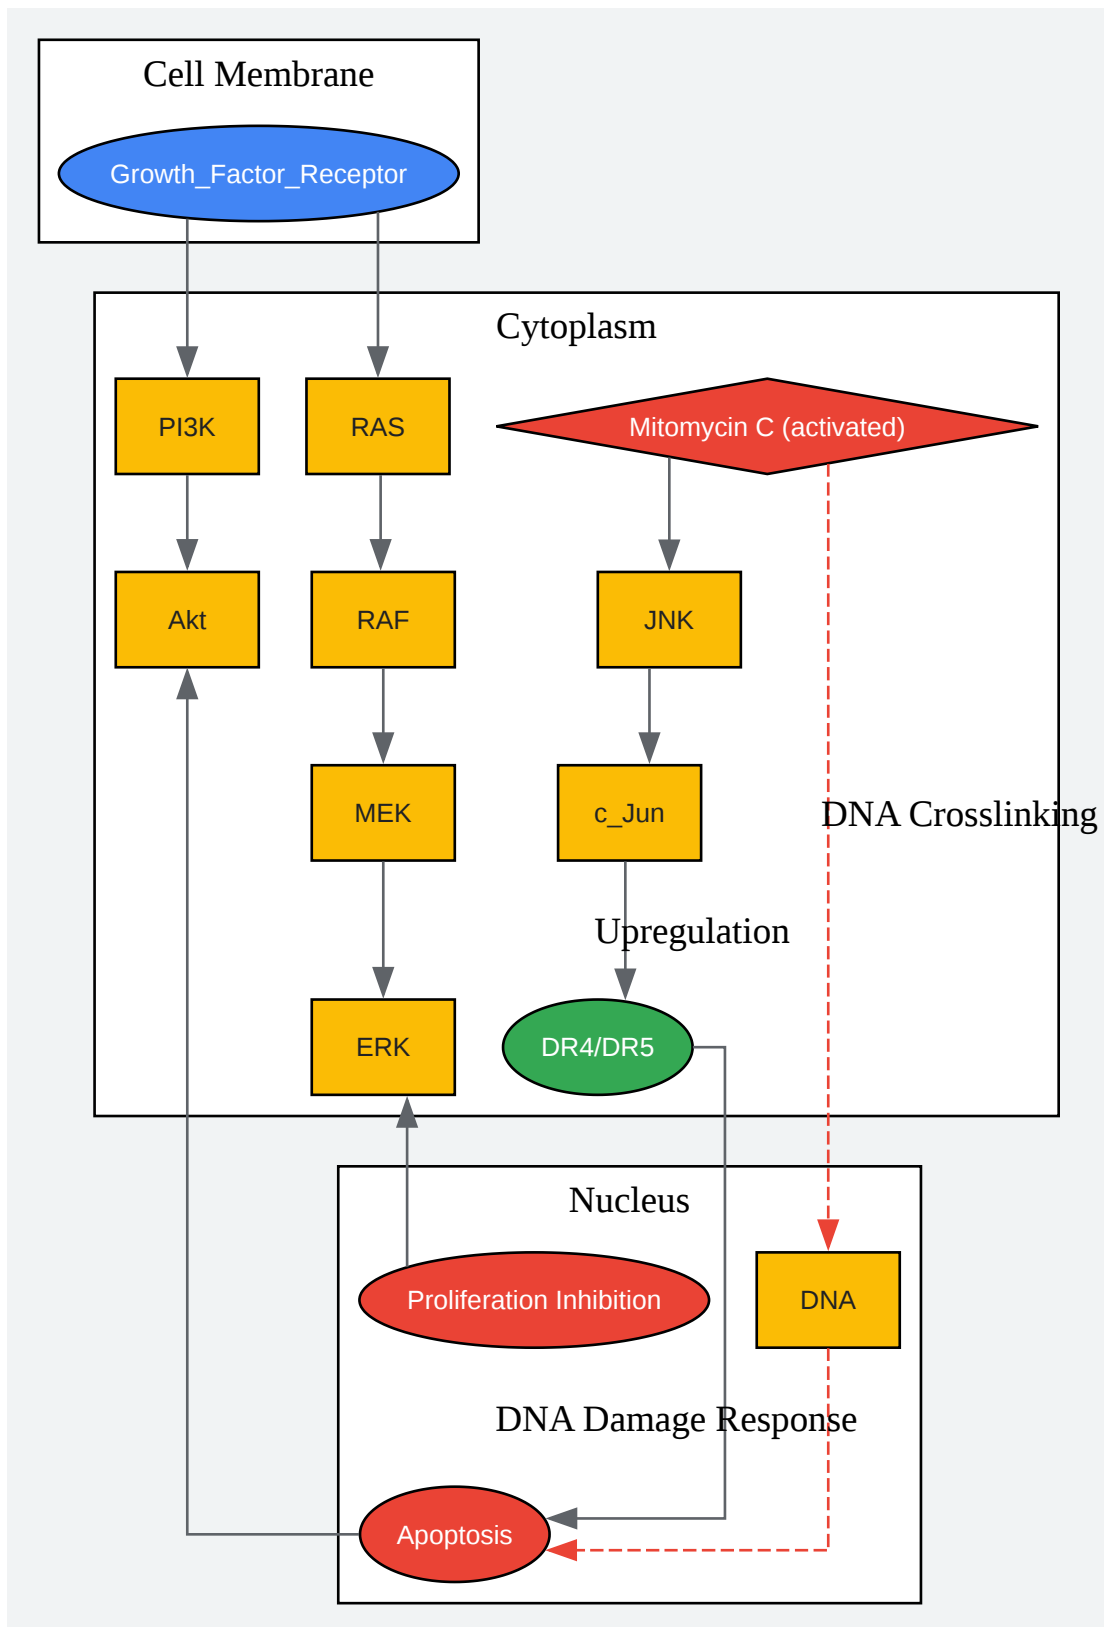 Cell Membrane
Growth_Factor_Receptor
Cytoplasm
PI3K
RAS
Mitomycin C (activated)
Akt
RAF
JNK
MEK
c_Jun
DNA Crosslinking
Upregulation
ERK
DR4/DR5
Nucleus
Proliferation Inhibition
DNA
DNA Damage Response
Apoptosis